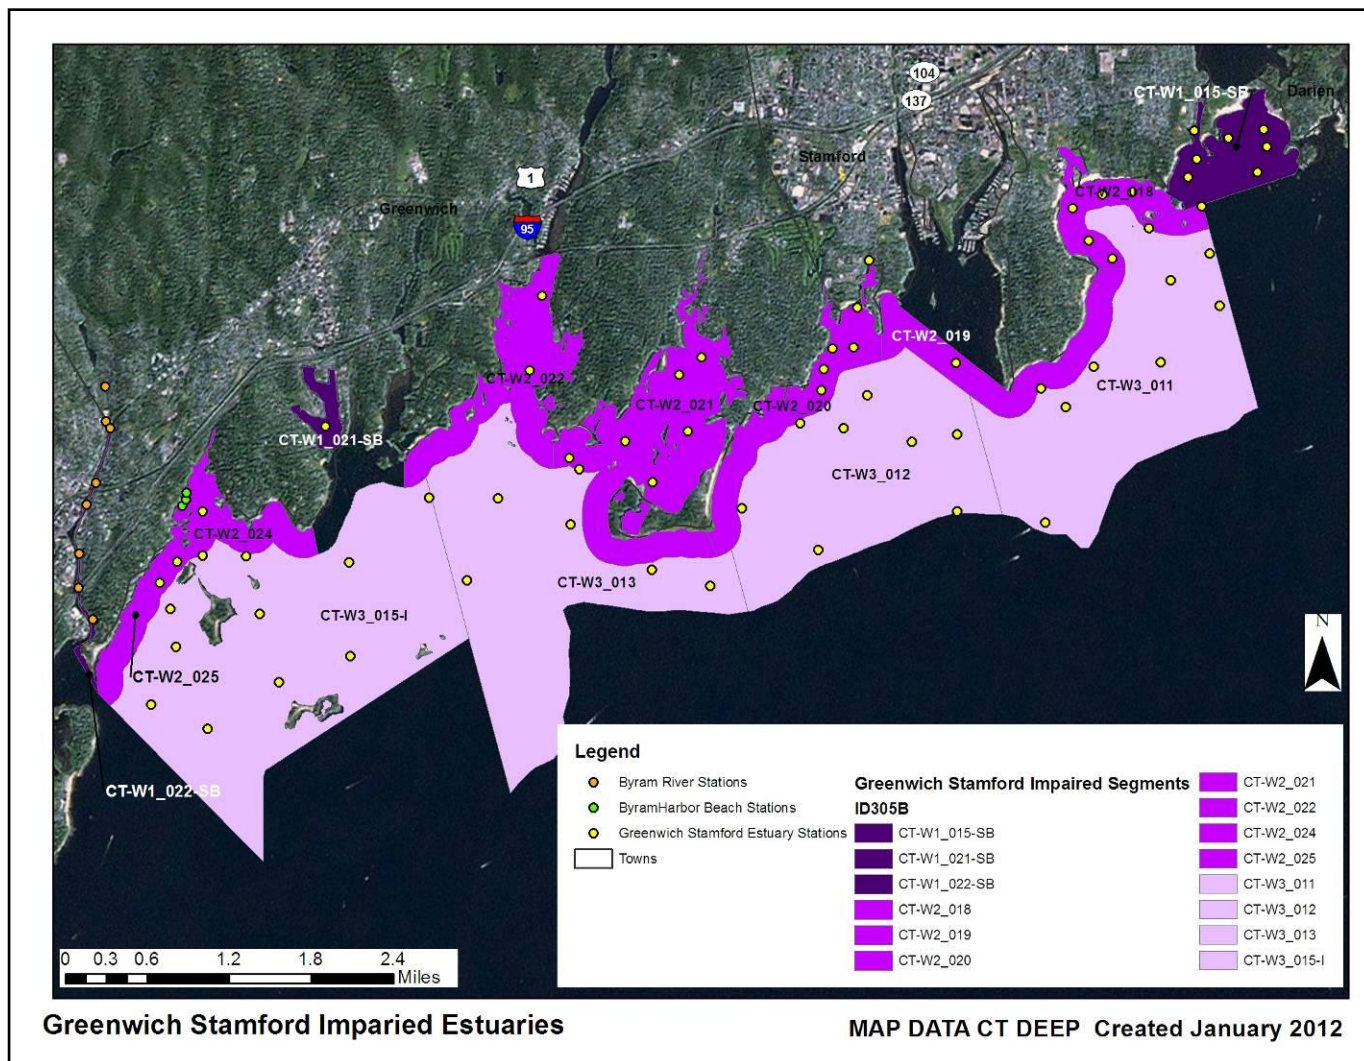 104
137
CT-W1_015-SB
Darien
Stamford
1
Greenwich
95
CT-W2_018
CT-W2_019
CT-W2_022
CT-W3_011
CT-W2_021
CT-W2_020
CT-W1_021-SB
CT-W3_012
CT-W2_024
CT-W3_013
CT-W3_015-I
CT-W2_025
CT-W1_022-SB
N
Legend
Byram River Stations
ByramHarbor Beach Stations
Greenwich Stamford Estuary Stations
Towns
Greenwich Stamford Impaired Segments
ID305B
CT-W1_015-SB
CT-W1_021-SB
CT-W1_022-SB
CT-W2_018
CT-W2_019
CT-W2_020
CT-W2_021
CT-W2_022
CT-W2_024
CT-W2_025
CT-W3_011
CT-W3_012
CT-W3_013
CT-W3_015-I
0 0.3 0.6 1.2 1.8 2.4
Miles
Greenwich Stamford Imparied Estuaries
MAP DATA CT DEEP Created January 2012